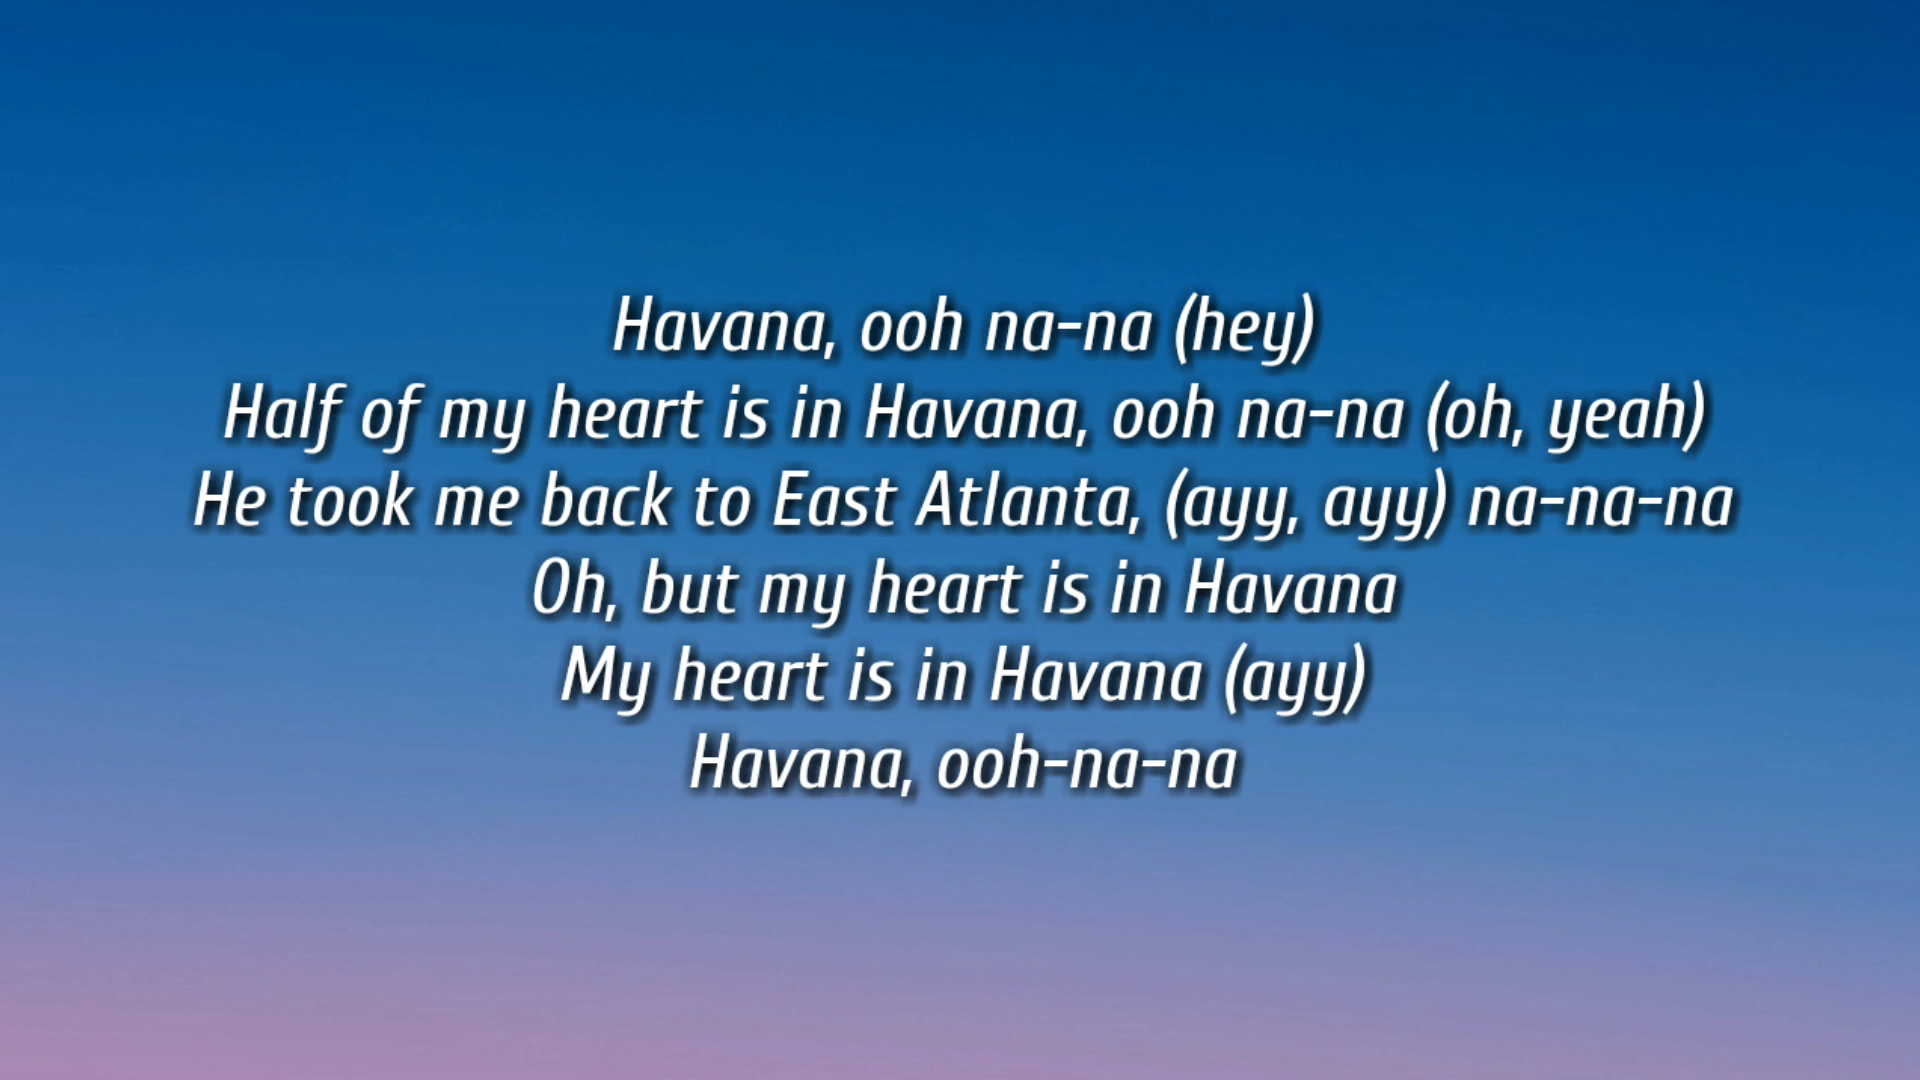 Havana, ooh na-na (hey)
Half of my heart is in Havana, ooh na-na (oh, yeah)
He took me back to East Atlanta, (ayy, ayy) na-na-na
Oh, but my heart is in Havana
My heart is in Havana (ayy)
Havana, ooh-na-na